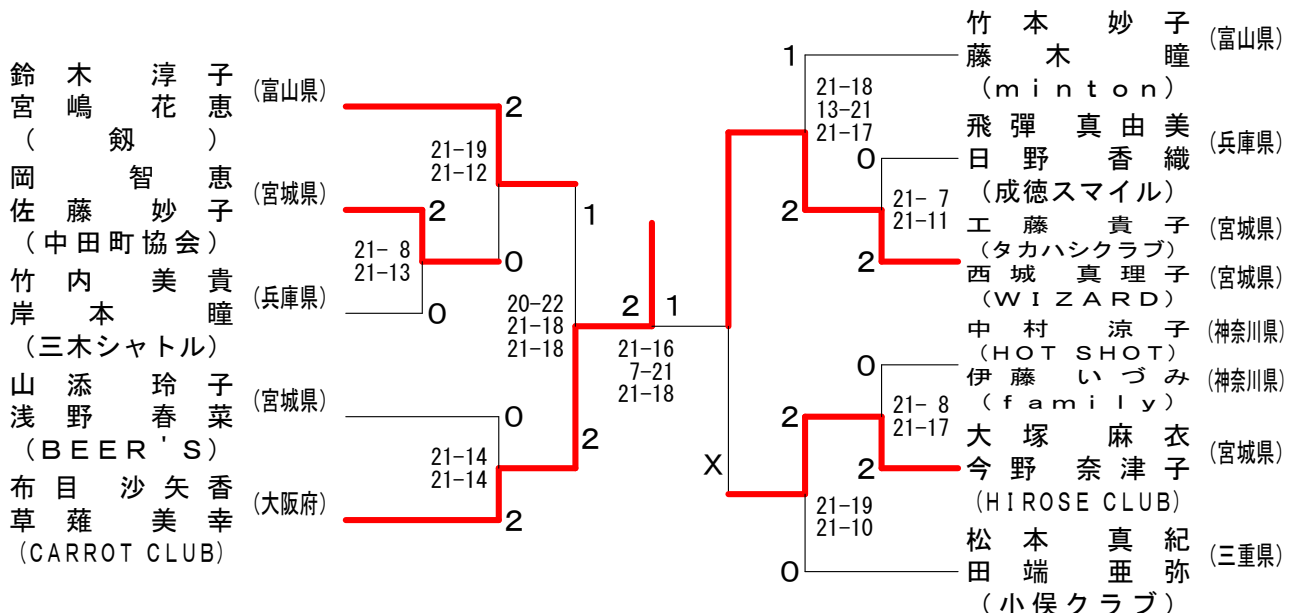 鈴木淳子
宮嶋花恵
(富山県)
(剱)
岡智恵
佐藤妙子
(宮城県)
(中田町協会)
竹内美貴
岸本瞳
(兵庫県)
(三木シャトル)
山添玲子
浅野春菜
(宮城県)
(BEER'S)
布目沙矢香
草薙美幸
(大阪府)
(CARROT CLUB)
2
21-19
21-12
2
0
21- 8
21-13
0
1
20-22
21-18
21-18
0
21-14
21-14
2
2
2
1
21-16
7-21
21-18
竹本妙子
藤木瞳
(富山県)
(minton)
飛彈真由美
日野香織
(兵庫県)
(成徳スマイル)
工藤貴子
(宮城県)
(タカハシクラブ)
西城真理子
(宮城県)
(WIZARD)
中村涼子
(神奈川県)
(HOT SHOT)
伊藤いづみ
(神奈川県)
(family)
大塚麻衣
今野奈津子
(宮城県)
(HIROSE CLUB)
松本真紀
田端亜弥
(三重県)
(小俣クラブ)
1
21-18
13-21
21-17
0
2
21- 7
21-11
2
0
2
21- 8
21-17
2
X
21-19
21-10
0